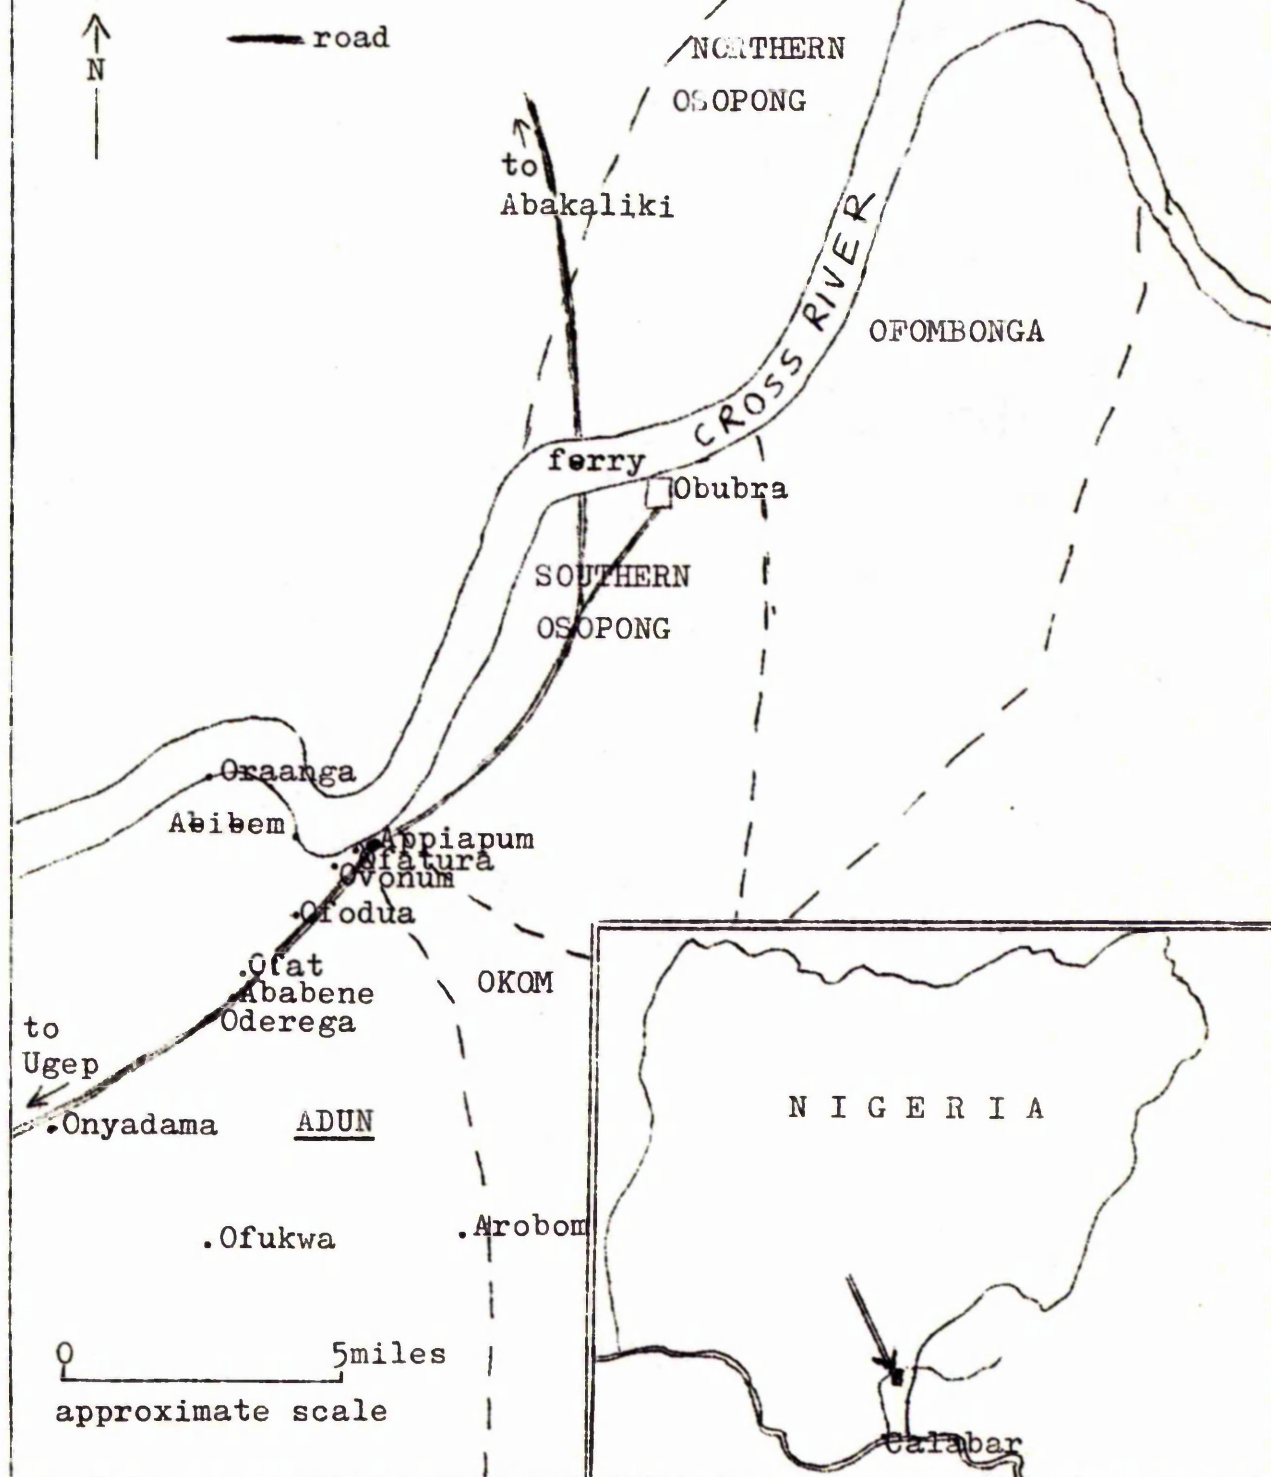 road
N
NORTHERN
OSOPONG
to
Abakaliki
CROSS RIVER
OFOMBONGA
ferry
Obubra
SOUTHERN
OSOPONG
Oraanga
Abibem
Appiapum
Ofatura
Ovonum
Ofodua
Ofat
Ababene
Oderega
OKOM
to
Ugep
Onyadama
ADUN
Ofukwa
Arobom
0 5miles
approximate scale
NIGERIA
Calabar